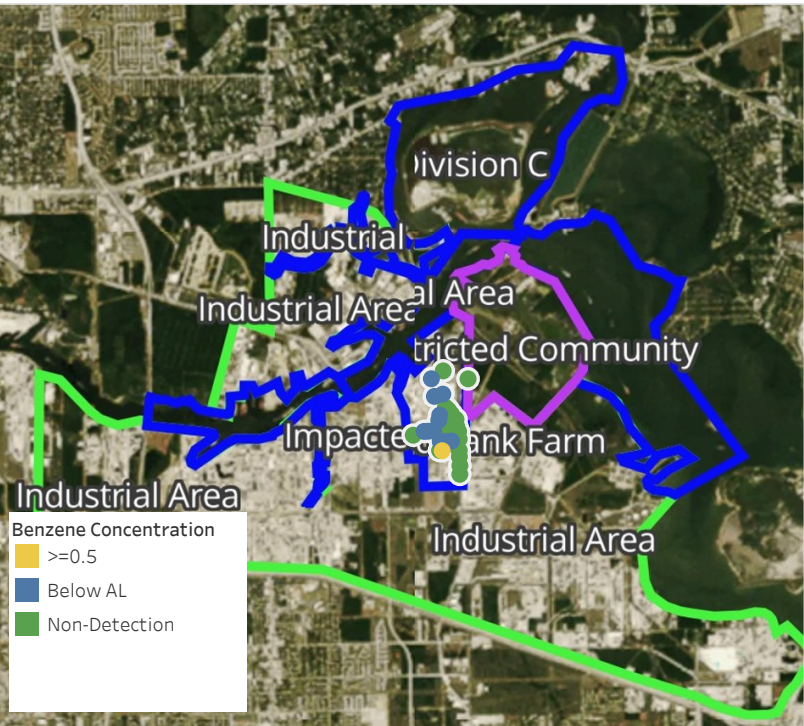 Division C
Industrial
al Area
Industrial Area
tricted Community
Impacte
ank Farm
Industrial Area
Industrial Area
Benzene Concentration
>=0.5
Below AL
Non-Detection